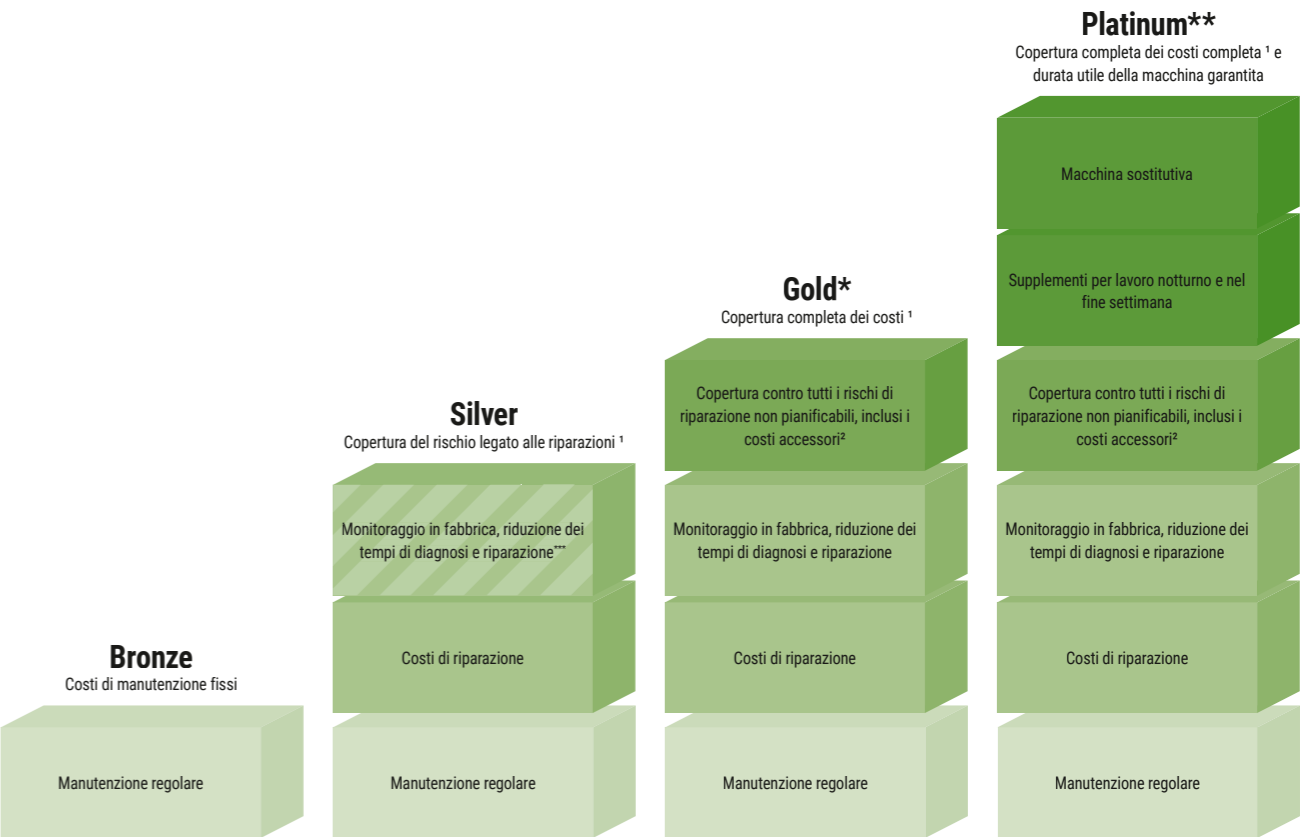 Platinum**
Copertura completa dei costi completa ¹ e
durata utile della macchina garantita
Macchina sostitutiva
Supplementi per lavoro notturno e nel
fine settimana
Copertura contro tutti i rischi di
riparazione non pianificabili, inclusi i
costi accessori²
Monitoraggio in fabbrica, riduzione dei
tempi di diagnosi e riparazione
Costi di riparazione
Manutenzione regolare
Gold*
Copertura completa dei costi ¹
Copertura contro tutti i rischi di
riparazione non pianificabili, inclusi i
costi accessori²
Monitoraggio in fabbrica, riduzione dei
tempi di diagnosi e riparazione
Costi di riparazione
Manutenzione regolare
Silver
Copertura del rischio legato alle riparazioni ¹
Monitoraggio in fabbrica, riduzione dei
tempi di diagnosi e riparazione***
Costi di riparazione
Manutenzione regolare
Bronze
Costi di manutenzione fissi
Manutenzione regolare